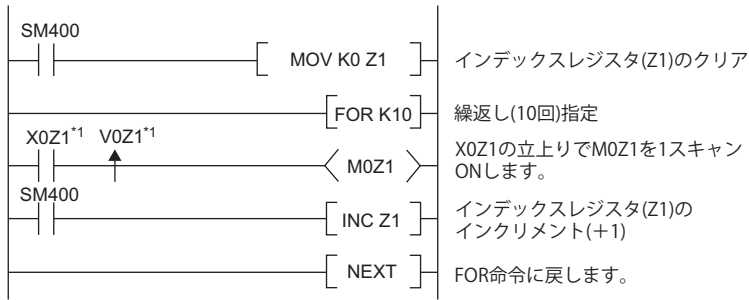 SM400
MOV K0 Z1
インデックスレジスタ(Z1)のクリア
FOR K10
繰返し(10回)指定
X0Z1*1 V0Z1*1
M0Z1
X0Z1の立上りでM0Z1を1スキャン
ONします。
SM400
INC Z1
インデックスレジスタ(Z1)の
インクリメント(+1)
NEXT
FOR命令に戻します。